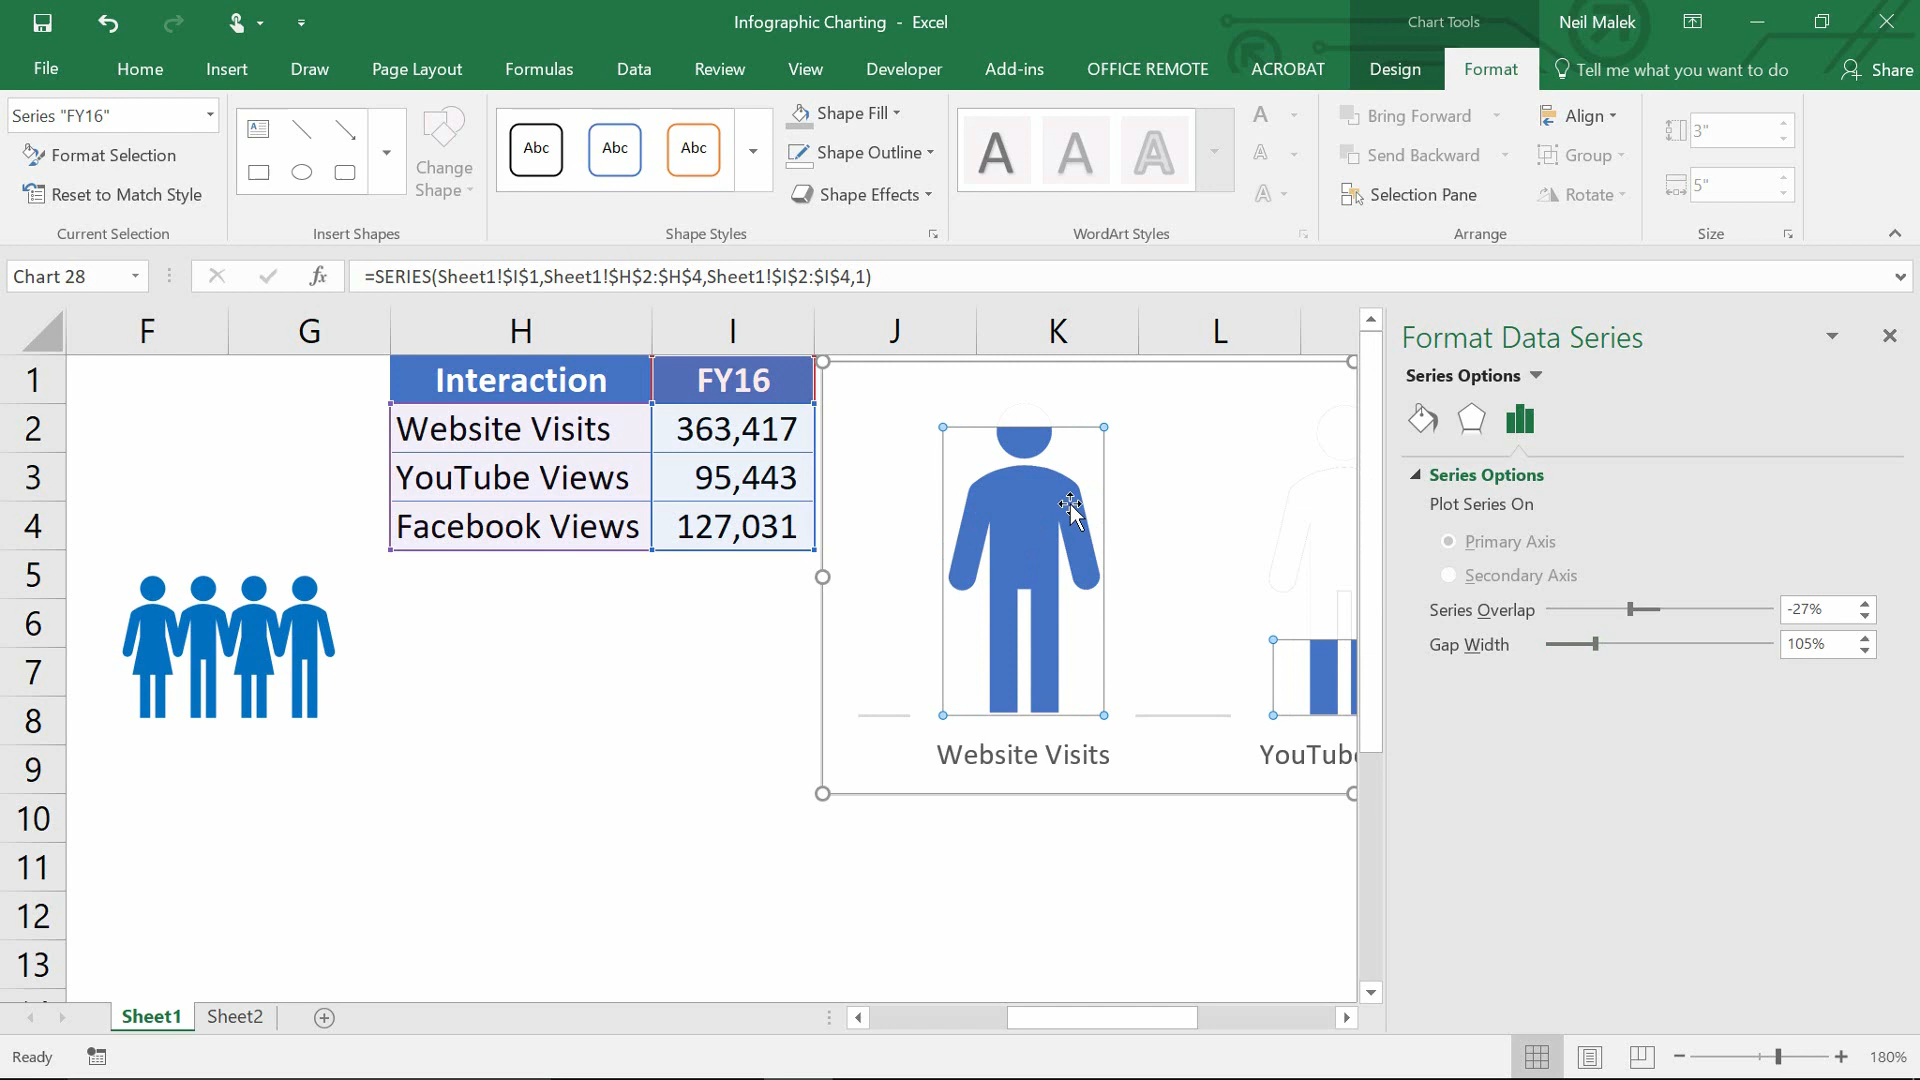 Infographic Charting - Excel
Chart Tools
Neil Malek
File Home Insert Draw Page Layout Formulas Data Review View Developer Add-ins OFFICE REMOTE ACROBAT Design Format Tell me what you want to do Share
Series "FY16"
Format Selection
Reset to Match Style
Current Selection
Change
Shape
Insert Shapes
Abc Abc Abc
Shape Fill
Shape Outline
Shape Effects
Shape Styles
A A A
A
A
A
WordArt Styles
Bring Forward
Send Backward
Selection Pane
Align
Group
Rotate
Arrange
3"
5"
Size
Chart 28
fx
=SERIES(Sheet1!$I$1,Sheet1!$H$2:$H$4,Sheet1!$I$2:$I$4,1)
F G H I J K L
1 Interaction FY16
2 Website Visits 363,417
3 YouTube Views 95,443
4 Facebook Views 127,031
5
6
7
8
9
10
11
12
13
Website Visits
YouTube
Format Data Series
Series Options
Series Options
Plot Series On
Primary Axis
Secondary Axis
Series Overlap -27%
Gap Width 105%
Sheet1 Sheet2
Ready
180%